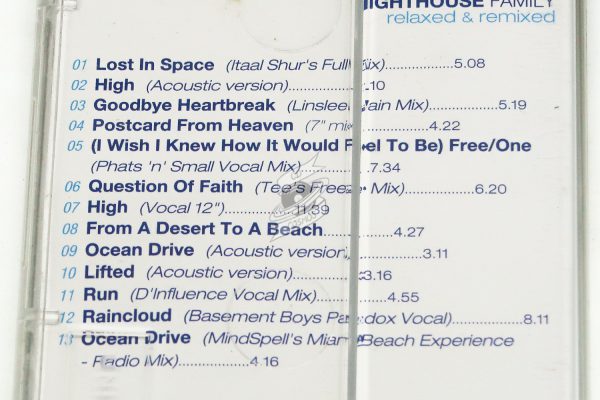 IGHTHOUSE FAMILY
relaxed & remixed
01 Lost In Space (Itaal Shur's Full Mix)..................5.08
02 High (Acoustic version)......................10
03 Goodbye Heartbreak (Linslee Main Mix)..................5.19
04 Postcard From Heaven (7" mix)..................4.22
05 (I Wish I Knew How It Would Feel To Be) Free/One
(Phats 'n' Small Vocal Mix)..................7.34
06 Question Of Faith (Tee's Freeze Mix)..................6.20
07 High (Vocal 12")..................11.39
08 From A Desert To A Beach..................4.27
09 Ocean Drive (Acoustic version)..................3.11
10 Lifted (Acoustic version)..................3.16
11 Run (D'Influence Vocal Mix)..................4.55
12 Raincloud (Basement Boys Paradox Vocal)..................8.11
13 Ocean Drive (MindSpell's Miami Beach Experience
- Radio Mix)..................4.16